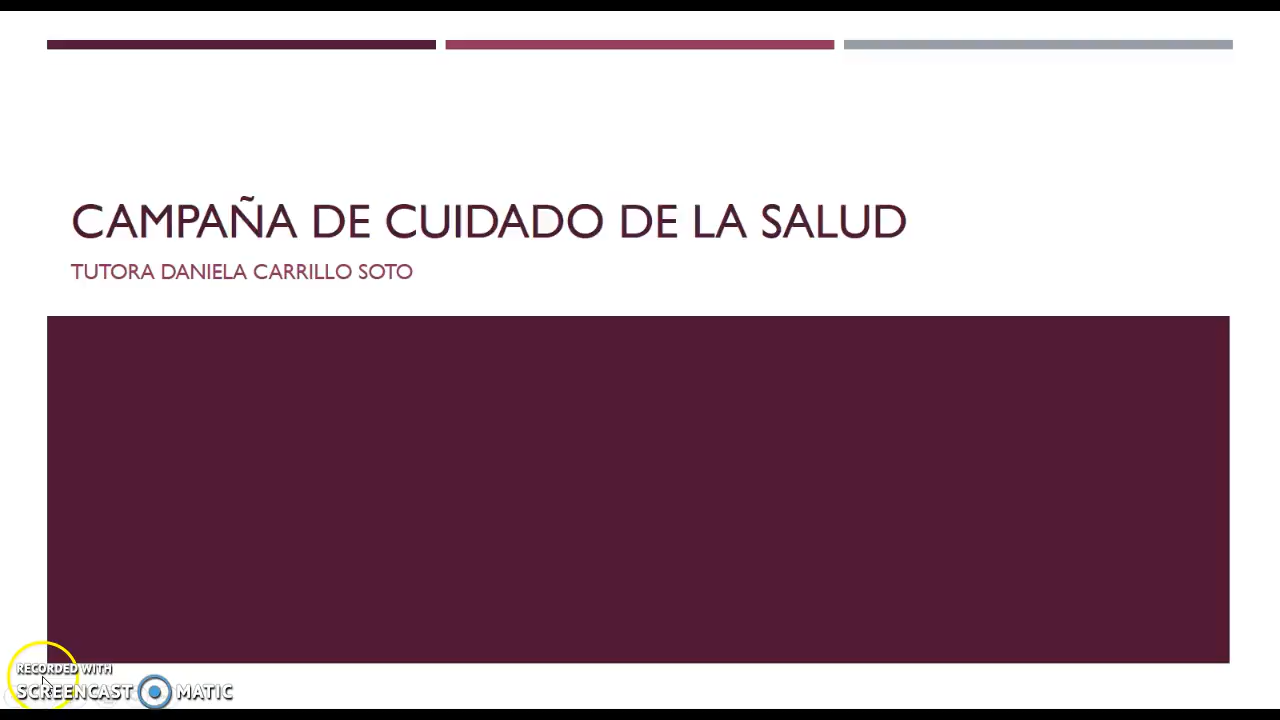 CAMPAÑA DE CUIDADO DE LA SALUD
TUTORA DANIELA CARRILLO SOTO
RECORDED WITH
SCREENCAST MATIC